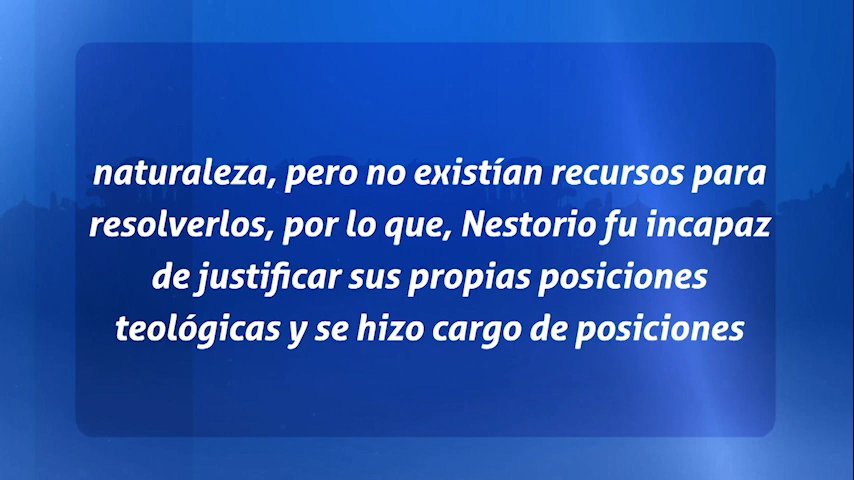 naturaleza, pero no existían recursos para
resolverlos, por lo que, Nestorio fu incapaz
de justificar sus propias posiciones
teológicas y se hizo cargo de posiciones